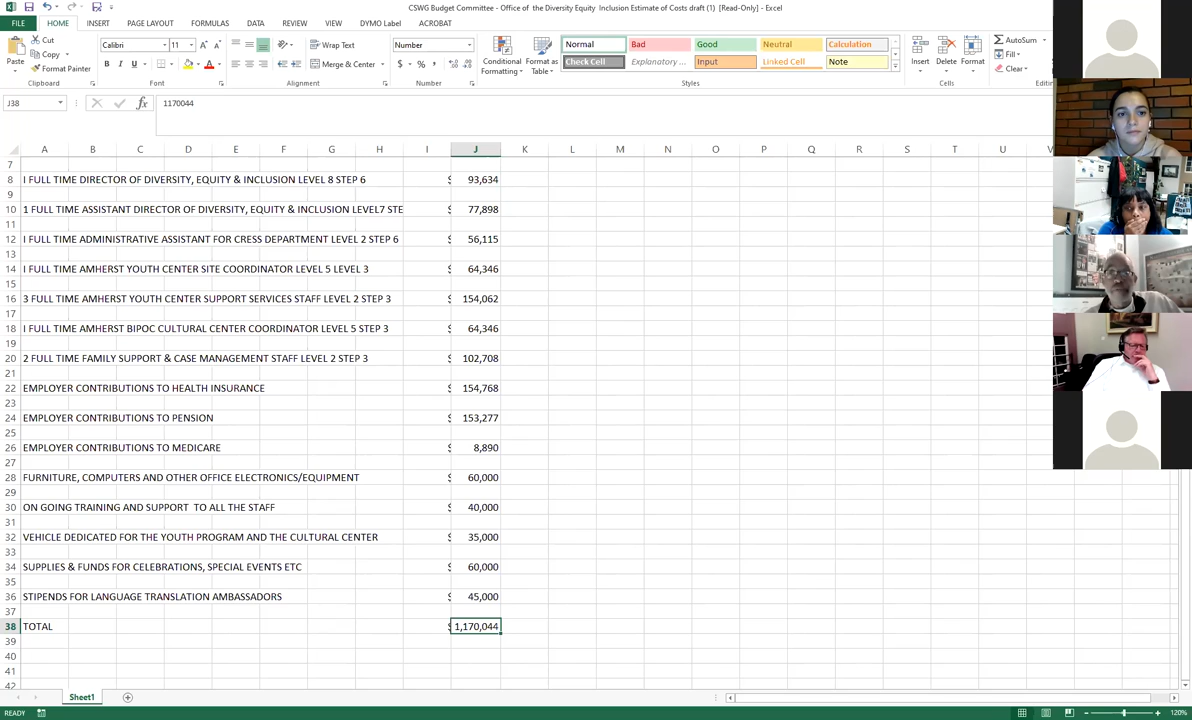 CSWG Budget Committee - Office of the Diversity Equity Inclusion Estimate of Costs draft (1) [Read-Only] - Excel
FILE HOME INSERT PAGE LAYOUT FORMULAS DATA REVIEW VIEW DYMO Label ACROBAT
Paste
Cut
Copy
Format Painter
Clipboard
Calibri 11
B I U
Font
Wrap Text
Merge & Center
Alignment
Number
$ % ,
Number
Conditional Formatting
Format as Table
Normal Bad Good Neutral Calculation
Check Cell Explanatory ... Input Linked Cell Note
Styles
Insert Delete Format
Cells
AutoSum
Fill
Clear
J38 fx 1170044
A B C D E F G H I J K L M N O P Q R S T U V
7
8 I FULL TIME DIRECTOR OF DIVERSITY, EQUITY & INCLUSION LEVEL 8 STEP 6 $ 93,634
9
10 1 FULL TIME ASSISTANT DIRECTOR OF DIVERSITY, EQUITY & INCLUSION LEVEL7 STE $ 77,898
11
12 I FULL TIME ADMINISTRATIVE ASSISTANT FOR CRESS DEPARTMENT LEVEL 2 STEP 6 $ 56,115
13
14 I FULL TIME AMHERST YOUTH CENTER SITE COORDINATOR LEVEL 5 LEVEL 3 $ 64,346
15
16 3 FULL TIME AMHERST YOUTH CENTER SUPPORT SERVICES STAFF LEVEL 2 STEP 3 $ 154,062
17
18 I FULL TIME AMHERST BIPOC CULTURAL CENTER COORDINATOR LEVEL 5 STEP 3 $ 64,346
19
20 2 FULL TIME FAMILY SUPPORT & CASE MANAGEMENT STAFF LEVEL 2 STEP 3 $ 102,708
21
22 EMPLOYER CONTRIBUTIONS TO HEALTH INSURANCE $ 154,768
23
24 EMPLOYER CONTRIBUTIONS TO PENSION $ 153,277
25
26 EMPLOYER CONTRIBUTIONS TO MEDICARE $ 8,890
27
28 FURNITURE, COMPUTERS AND OTHER OFFICE ELECTRONICS/EQUIPMENT $ 60,000
29
30 ON GOING TRAINING AND SUPPORT TO ALL THE STAFF $ 40,000
31
32 VEHICLE DEDICATED FOR THE YOUTH PROGRAM AND THE CULTURAL CENTER $ 35,000
33
34 SUPPLIES & FUNDS FOR CELEBRATIONS, SPECIAL EVENTS ETC $ 60,000
35
36 STIPENDS FOR LANGUAGE TRANSLATION AMBASSADORS $ 45,000
37
38 TOTAL $ 1,170,044
39
40
41
42
Sheet1
READY
120%